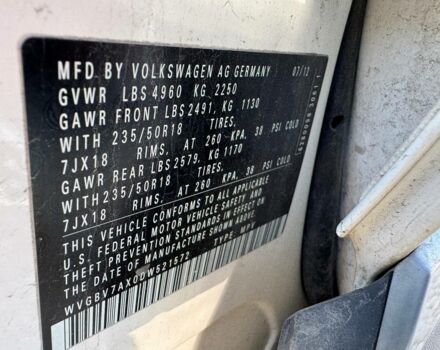 MFD BY VOLKSWAGEN AG GERMANY 07/12
GVWR LBS 4960 KG 2250
GAWR FRONT LBS 2491, KG 1130
WITH 235/50R18 TIRES,
7JX18 RIMS, AT 260 KPA, 38 PSI COLD
GAWR REAR LBS 2579, KG 1170
WITH 235/50R18 TIRES,
7JX18 RIMS, AT 260 KPA, 38 PSI COLD
THIS VEHICLE CONFORMS TO ALL APPLICABLE
U.S. FEDERAL MOTOR VEHICLE SAFETY AND
THEFT PREVENTION STANDARDS IN EFFECT ON
THE DATE OF MANUFACTURE SHOWN ABOVE.
WVGBV7AX0DW521572 TYPE: MPV